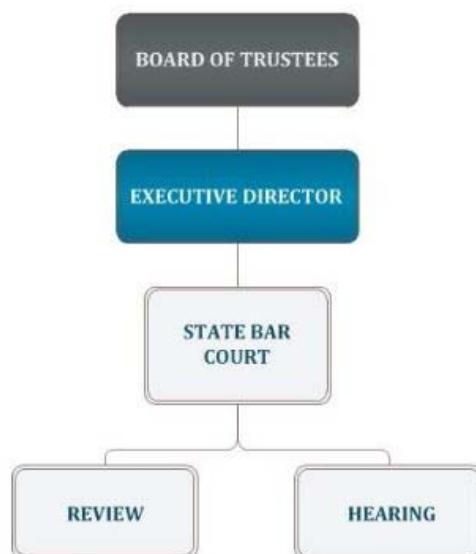 BOARD OF TRUSTEES
EXECUTIVE DIRECTOR
STATE BAR
COURT
REVIEW
HEARING